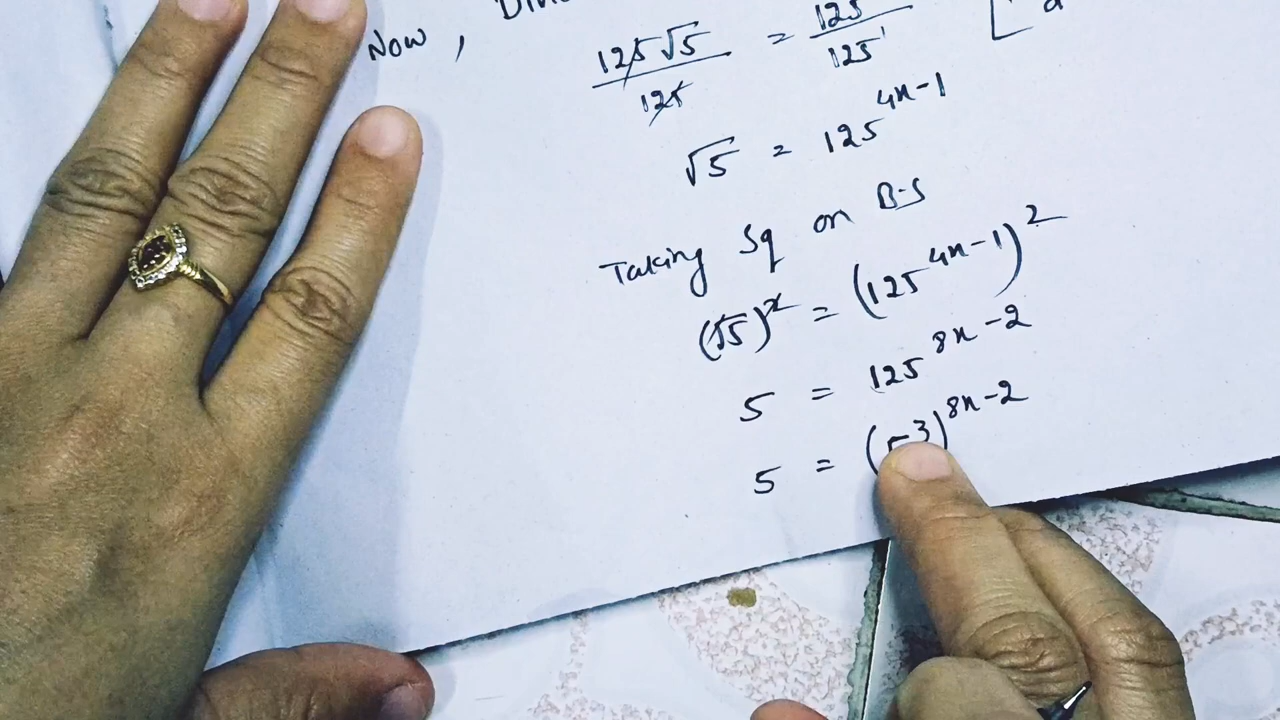 Now,
125√5 / 125 = 125 / 125¹
√5 = 125^4x-1
Taking Sq on B-S
(√5)² = (125^4x-1)²
5 = 125^8x-2
5 = (5³)^8x-2